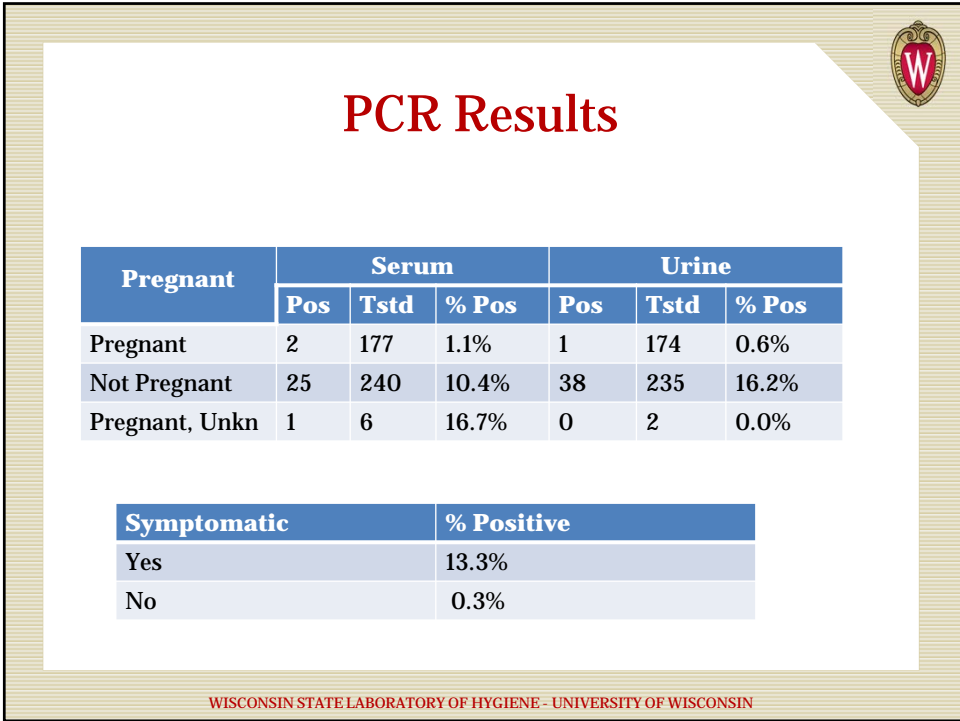 W
PCR Results
Pregnant Serum Urine
Pos Tstd % Pos Pos Tstd % Pos
Pregnant 2 177 1.1% 1 174 0.6%
Not Pregnant 25 240 10.4% 38 235 16.2%
Pregnant, Unkn 1 6 16.7% 0 2 0.0%
Symptomatic % Positive
Yes 13.3%
No 0.3%
WISCONSIN STATE LABORATORY OF HYGIENE - UNIVERSITY OF WISCONSIN